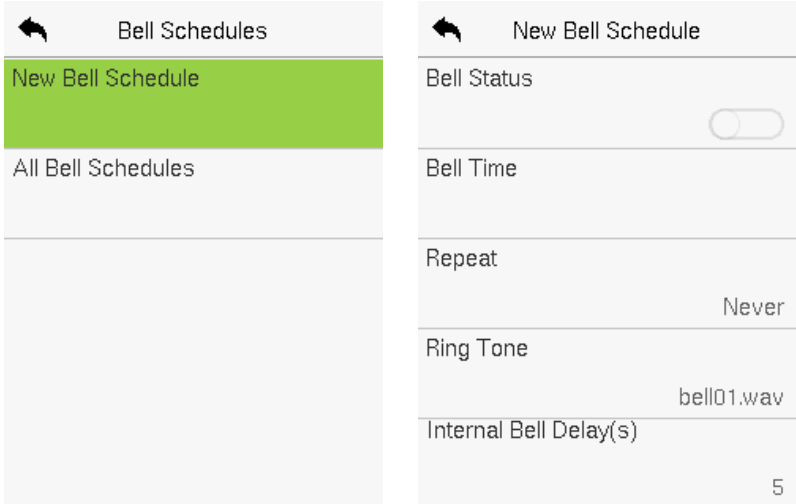 Bell Schedules
New Bell Schedule
All Bell Schedules
New Bell Schedule
Bell Status
Bell Time
Repeat
Never
Ring Tone
bell01.wav
Internal Bell Delay(s)
5